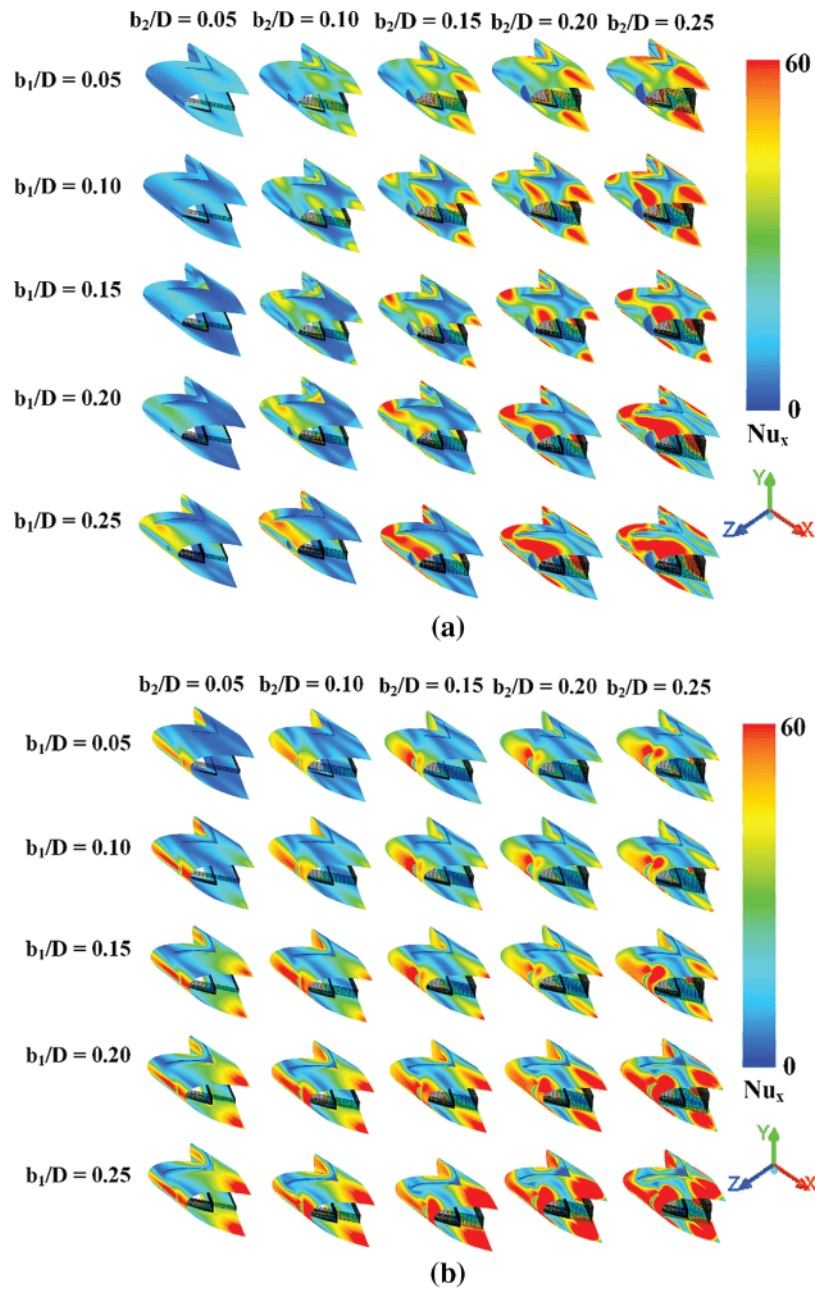 b₂/D = 0.05 b₂/D = 0.10 b₂/D = 0.15 b₂/D = 0.20 b₂/D = 0.25
60
b₁/D = 0.05
b₁/D = 0.10
b₁/D = 0.15
b₁/D = 0.20
0
Nuₓ
Y
b₁/D = 0.25
Z X
(a)
b₂/D = 0.05 b₂/D = 0.10 b₂/D = 0.15 b₂/D = 0.20 b₂/D = 0.25
60
b₁/D = 0.05
b₁/D = 0.10
b₁/D = 0.15
b₁/D = 0.20
0
Nuₓ
Y
b₁/D = 0.25
Z X
(b)